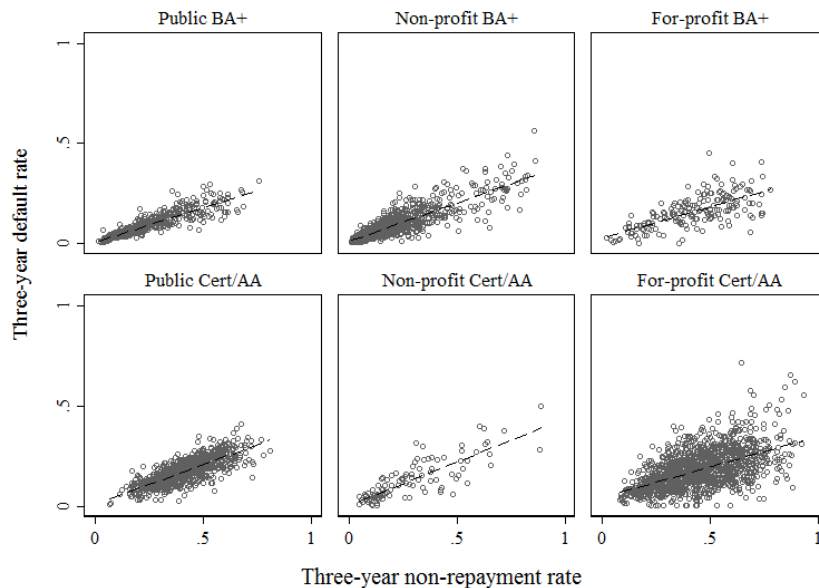 Public BA+
Non-profit BA+
For-profit BA+
1
.5
0
Three-year default rate
Public Cert/AA
Non-profit Cert/AA
For-profit Cert/AA
1
.5
0
0 .5 1 0 .5 1 0 .5 1
Three-year non-repayment rate